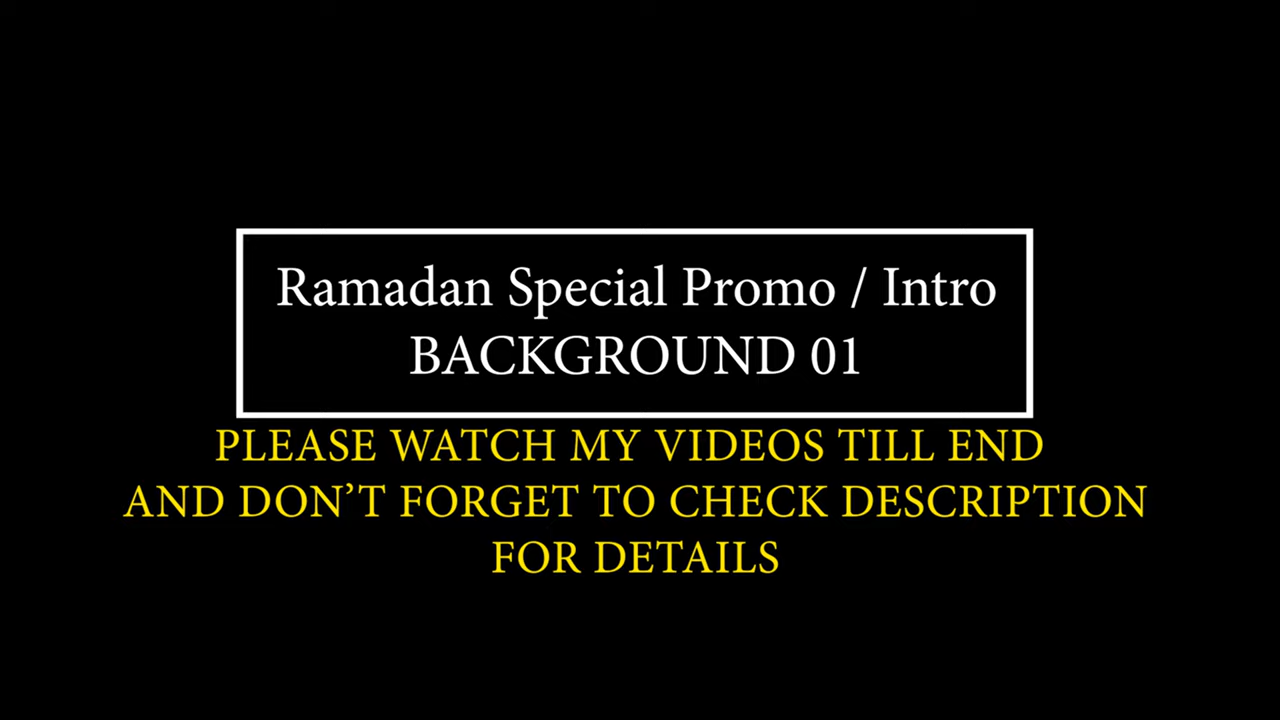 Ramadan Special Promo / Intro
BACKGROUND 01
PLEASE WATCH MY VIDEOS TILL END
AND DON’T FORGET TO CHECK DESCRIPTION
FOR DETAILS